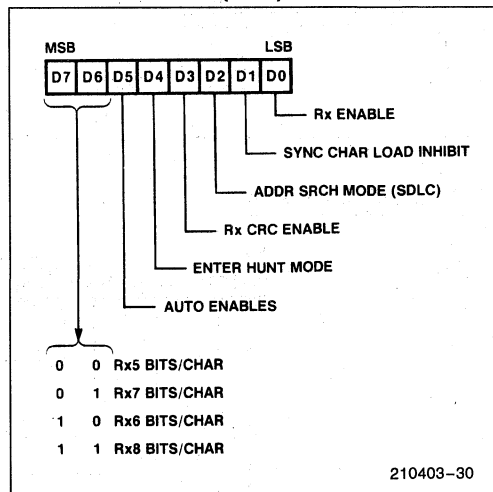 MSB LSB
D7 D6 D5 D4 D3 D2 D1 D0
Rx ENABLE
SYNC CHAR LOAD INHIBIT
ADDR SRCH MODE (SDLC)
Rx CRC ENABLE
ENTER HUNT MODE
AUTO ENABLES
0 0 Rx5 BITS/CHAR
0 1 Rx7 BITS/CHAR
1 0 Rx6 BITS/CHAR
1 1 Rx8 BITS/CHAR
210403-30